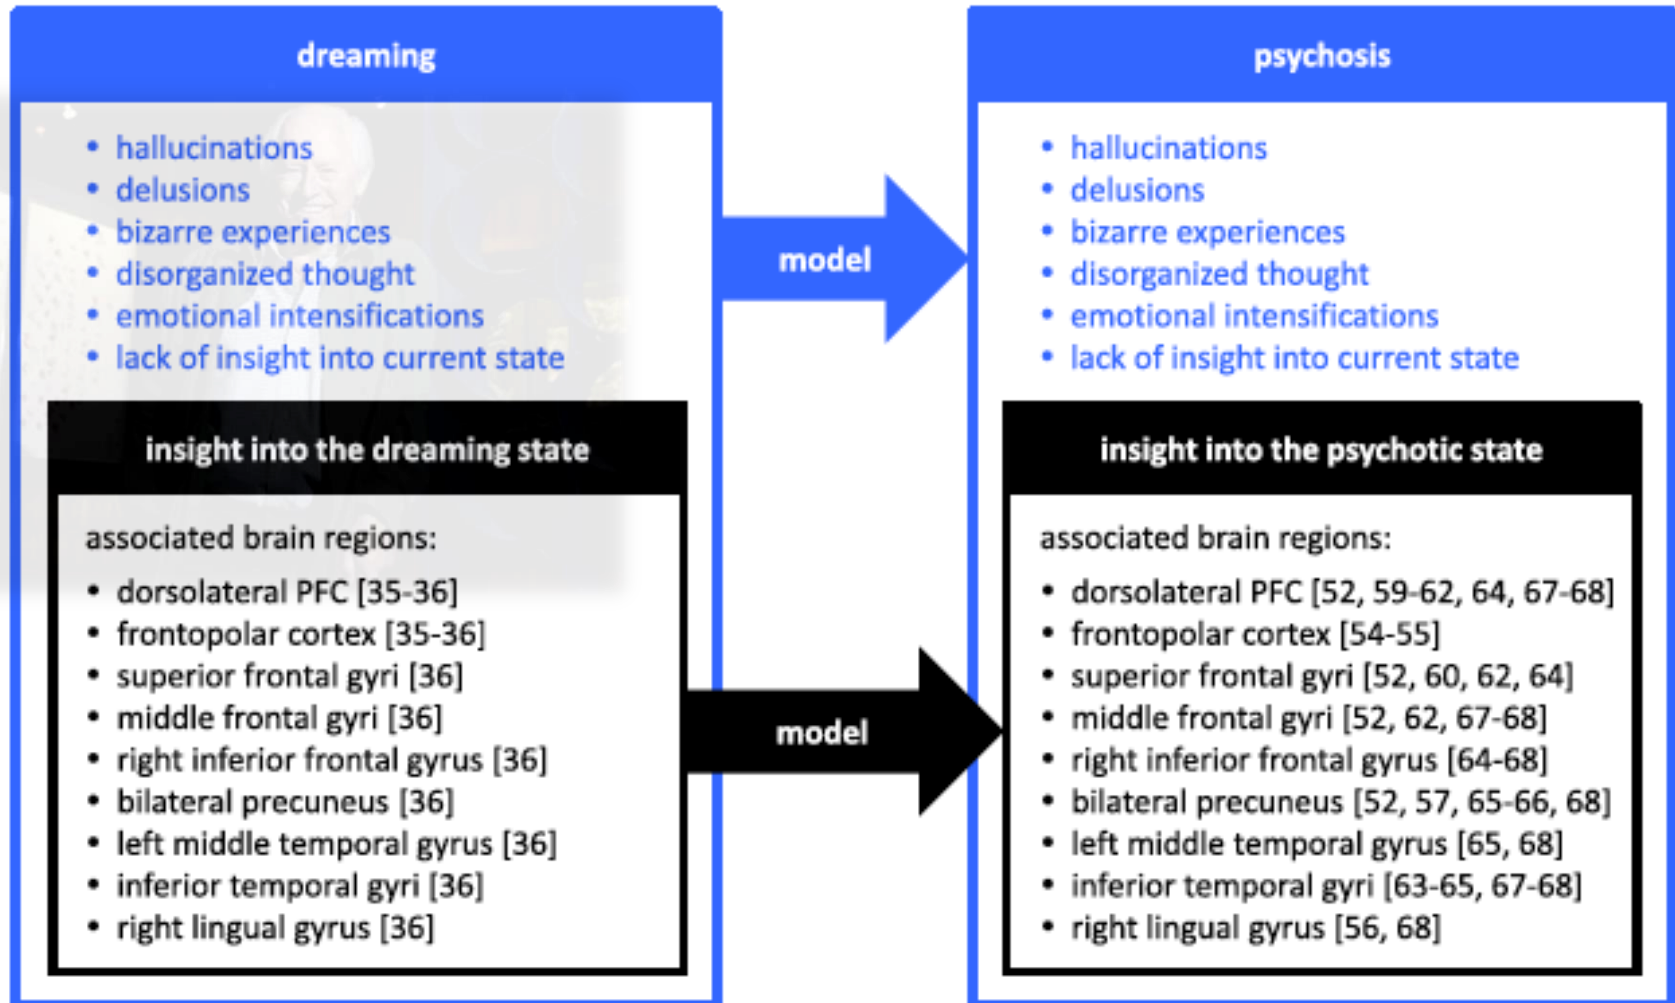 dreaming
• hallucinations
• delusions
• bizarre experiences
• disorganized thought
• emotional intensifications
• lack of insight into current state
insight into the dreaming state
associated brain regions:
• dorsolateral PFC [35-36]
• frontopolar cortex [35-36]
• superior frontal gyri [36]
• middle frontal gyri [36]
• right inferior frontal gyrus [36]
• bilateral precuneus [36]
• left middle temporal gyrus [36]
• inferior temporal gyri [36]
• right lingual gyrus [36]
model
model
psychosis
• hallucinations
• delusions
• bizarre experiences
• disorganized thought
• emotional intensifications
• lack of insight into current state
insight into the psychotic state
associated brain regions:
• dorsolateral PFC [52, 59-62, 64, 67-68]
• frontopolar cortex [54-55]
• superior frontal gyri [52, 60, 62, 64]
• middle frontal gyri [52, 62, 67-68]
• right inferior frontal gyrus [64-68]
• bilateral precuneus [52, 57, 65-66, 68]
• left middle temporal gyrus [65, 68]
• inferior temporal gyri [63-65, 67-68]
• right lingual gyrus [56, 68]